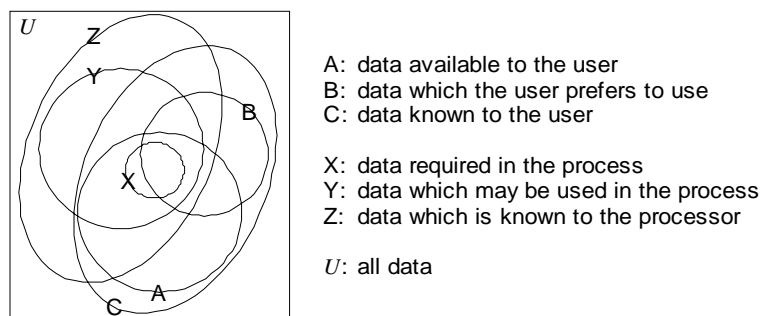 U
Z
Y
B
X
A
C
A: data available to the user
B: data which the user prefers to use
C: data known to the user
X: data required in the process
Y: data which may be used in the process
Z: data which is known to the processor
U: all data